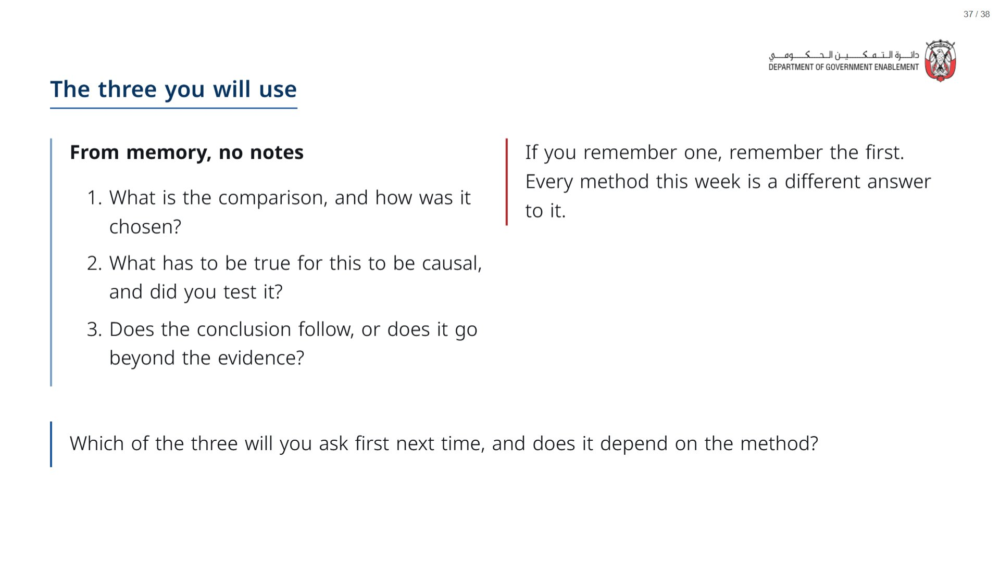 37 / 38
دائرة التمكين الحكومي
DEPARTMENT OF GOVERNMENT ENABLEMENT
The three you will use
From memory, no notes
1. What is the comparison, and how was it
chosen?
2. What has to be true for this to be causal,
and did you test it?
3. Does the conclusion follow, or does it go
beyond the evidence?
If you remember one, remember the first.
Every method this week is a different answer
to it.
Which of the three will you ask first next time, and does it depend on the method?